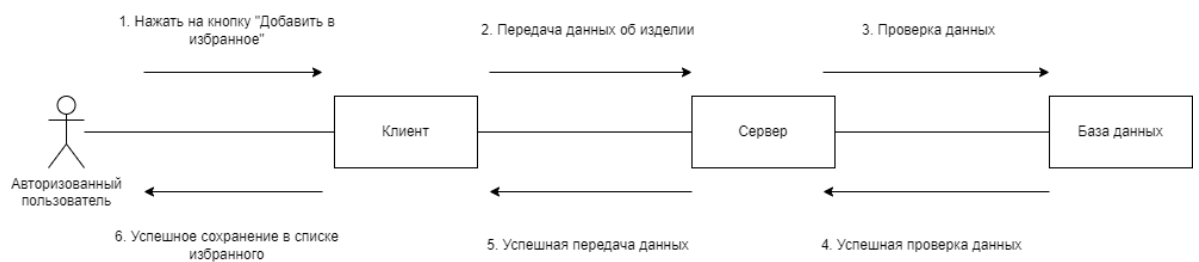 1. Нажать на кнопку "Добавить в
избранное"
2. Передача данных об изделии
3. Проверка данных
Клиент
Сервер
База данных
Авторизованный
пользователь
6. Успешное сохранение в списке
избранного
5. Успешная передача данных
4. Успешная проверка данных